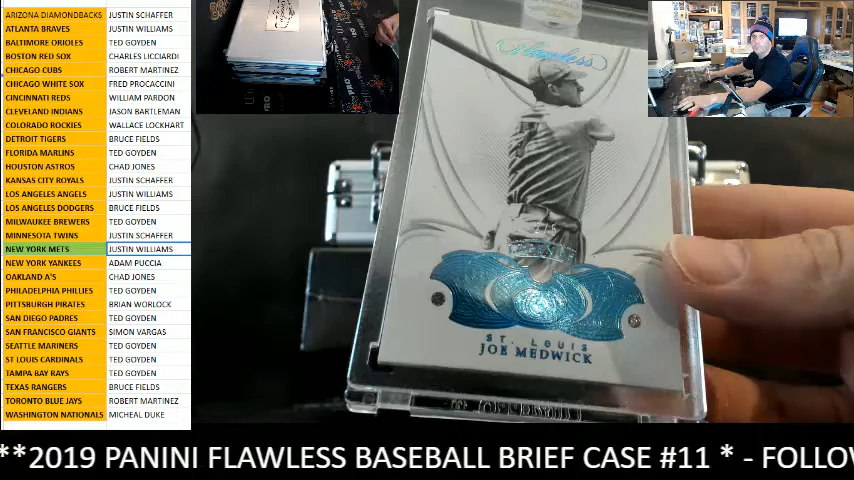 ARIZONA DIAMONDBACKS JUSTIN SCHAFFER
ATLANTA BRAVES JUSTIN WILLIAMS
BALTIMORE ORIOLES TED GOYDEN
BOSTON RED SOX CHARLES LICCIARDI
CHICAGO CUBS ROBERT MARTINEZ
CHICAGO WHITE SOX FRED PROCACCINI
CINCINNATI REDS WILLIAM PARDON
CLEVELAND INDIANS JASON BARTLEMAN
COLORADO ROCKIES WALLACE LOCKHART
DETROIT TIGERS BRUCE FIELDS
FLORIDA MARLINS TED GOYDEN
HOUSTON ASTROS CHAD JONES
KANSAS CITY ROYALS JUSTIN SCHAFFER
LOS ANGELES ANGELS JUSTIN WILLIAMS
LOS ANGELES DODGERS BRUCE FIELDS
MILWAUKEE BREWERS TED GOYDEN
MINNESOTA TWINS JUSTIN SCHAFFER
NEW YORK METS JUSTIN WILLIAMS
NEW YORK YANKEES ADAM PUCCIA
OAKLAND A'S CHAD JONES
PHILADELPHIA PHILLIES TED GOYDEN
PITTSBURGH PIRATES BRIAN WORLOCK
SAN DIEGO PADRES TED GOYDEN
SAN FRANCISCO GIANTS SIMON VARGAS
SEATTLE MARINERS TED GOYDEN
ST LOUIS CARDINALS TED GOYDEN
TAMPA BAY RAYS TED GOYDEN
TEXAS RANGERS BRUCE FIELDS
TORONTO BLUE JAYS ROBERT MARTINEZ
WASHINGTON NATIONALS MICHEAL DUKE
Flawless
ST. LOUIS
JOE MEDWICK
**2019 PANINI FLAWLESS BASEBALL BRIEF CASE #11 * - FOLLOW